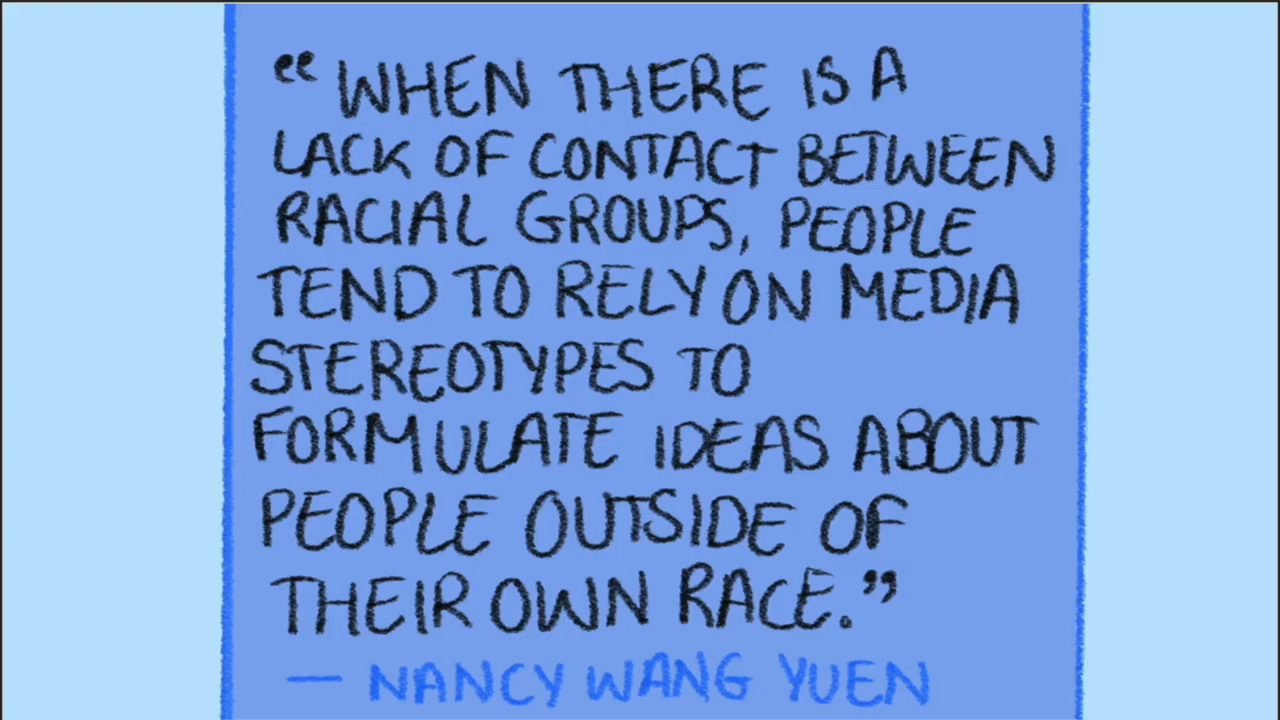 “WHEN THERE IS A
LACK OF CONTACT BETWEEN
RACIAL GROUPS, PEOPLE
TEND TO RELY ON MEDIA
STEREOTYPES TO
FORMULATE IDEAS ABOUT
PEOPLE OUTSIDE OF
THEIR OWN RACE.”
— NANCY WANG YUEN